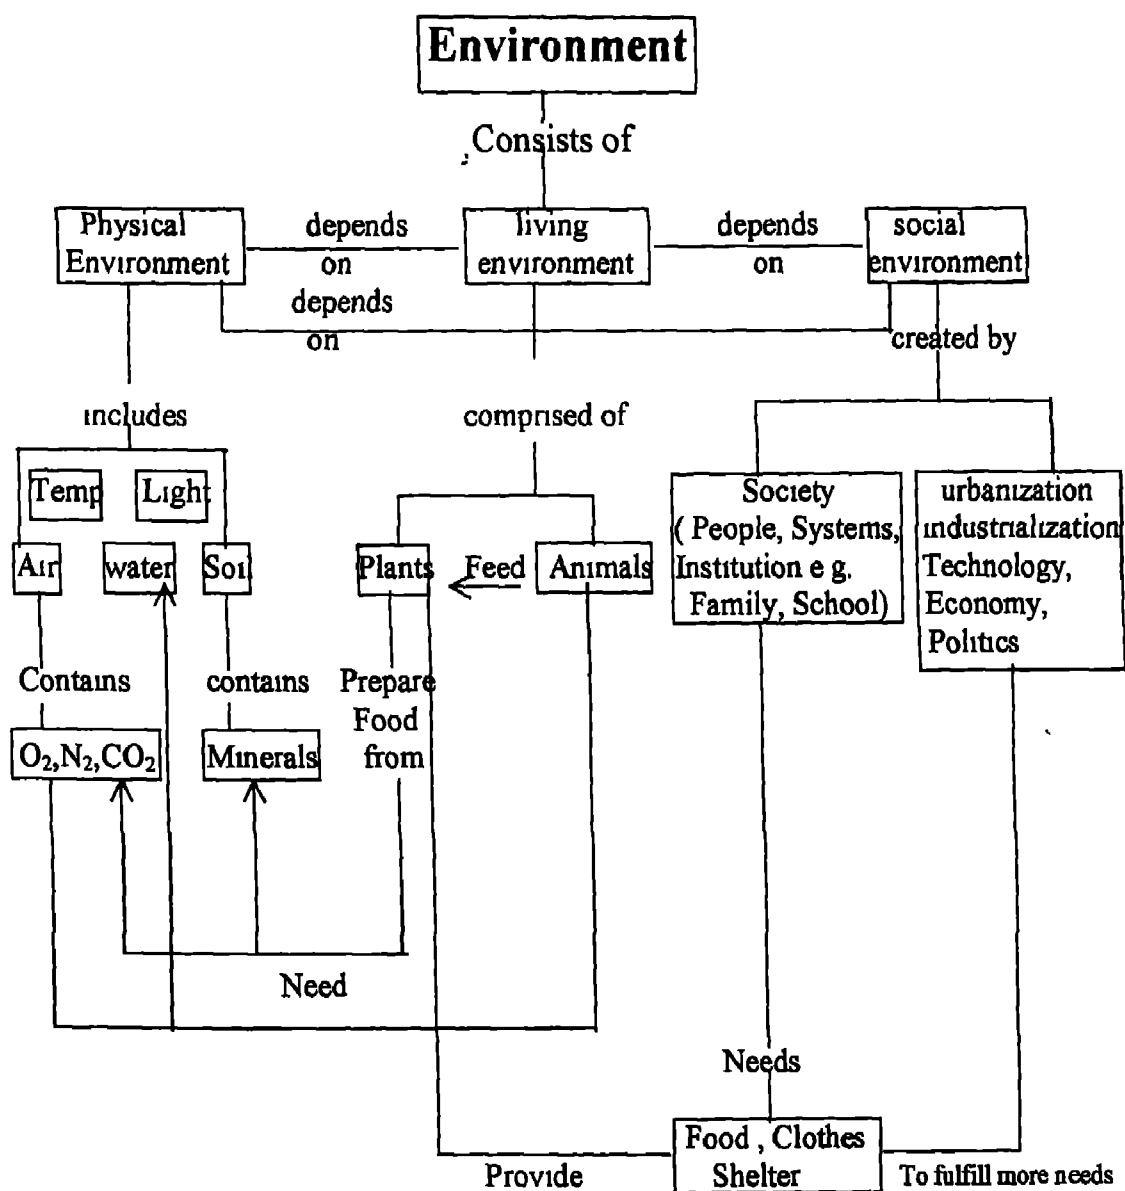 Environment
Consists of
Physical
Environment
depends
on
living
environment
depends
on
social
environment
depends
on
created by
includes
comprised of
Temp
Light
Air
water
Soi
Plants
Feed
Animals
Society
( People, Systems,
Institution e g.
Family, School)
urbanization
industrialization
Technology,
Economy,
Politics
Contains
contains
Prepare
Food
from
O₂,N₂,CO₂
Minerals
Need
Needs
Food , Clothes
Shelter
Provide
To fulfill more needs